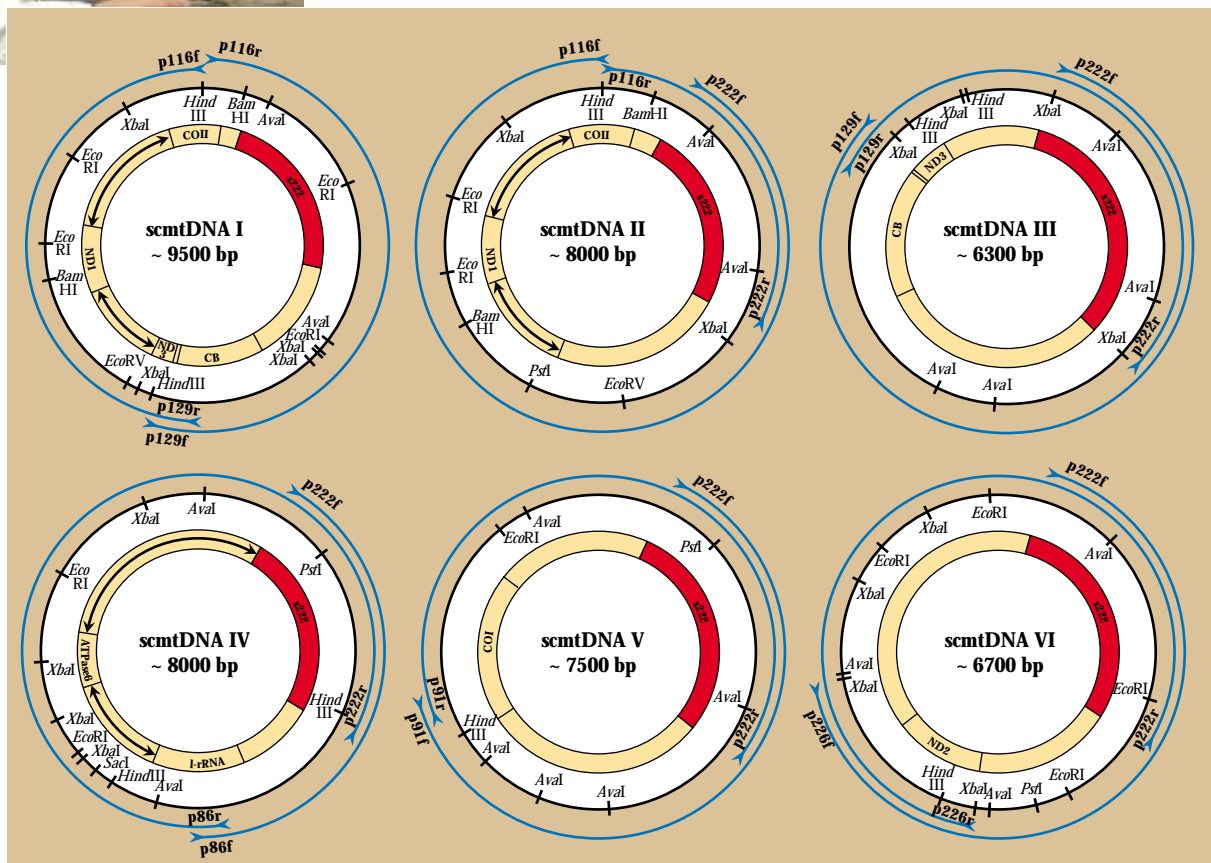 p116f
p116r
Hind
III
Bam
HI
AvaI
XbaI
Eco
RI
COII
x222
Eco
RI
Eco
RI
scmtDNA I
~ 9500 bp
ND1
Bam
HI
AvaI
EcoRI
XbaI
XbaI
ND
3
CB
EcoRV
XbaI
HindIII
p129r
p129f
p116f
p116r
p222f
Hind
III
BamHI
AvaI
XbaI
COII
x222
Eco
RI
scmtDNA II
~ 8000 bp
ND1
Eco
RI
AvaI
p222r
Bam
HI
XbaI
PstI
EcoRV
p222f
Hind
III
XbaI
XbaI
AvaI
p129f
p129r
Hind
III
XbaI
ND3
x222
CB
scmtDNA III
~ 6300 bp
AvaI
XbaI
p222r
AvaI
AvaI
p222f
AvaI
XbaI
PstI
Eco
RI
x222
scmtDNA IV
~ 8000 bp
ATPase6
XbaI
Hind
III
p222r
XbaI
EcoRI
XbaI
SacI
HindIII
AvaI
l-rRNA
p86r
p86f
p222f
AvaI
EcoRI
PstI
x222
COI
scmtDNA V
~ 7500 bp
p91r
p91f
AvaI
p222r
Hind
III
AvaI
AvaI
AvaI
p222f
EcoRI
XbaI
AvaI
EcoRI
XbaI
x222
scmtDNA VI
~ 6700 bp
AvaI
XbaI
EcoRI
p222r
p226f
ND2
Hind
III
XbaI
AvaI
PstI
EcoRI
p226r